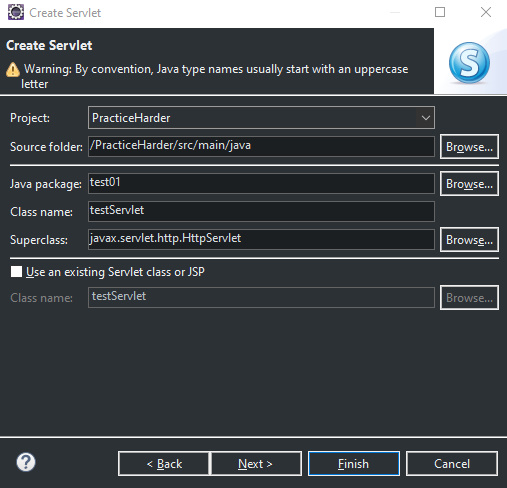 Create Servlet
Create Servlet
Warning: By convention, Java type names usually start with an uppercase
letter
S
Project: PracticeHarder
Source folder: /PracticeHarder/src/main/java Browse...
Java package: test01 Browse...
Class name: testServlet
Superclass: javax.servlet.http.HttpServlet Browse...
Use an existing Servlet class or JSP
Class name: testServlet Browse...
? < Back Next > Finish Cancel